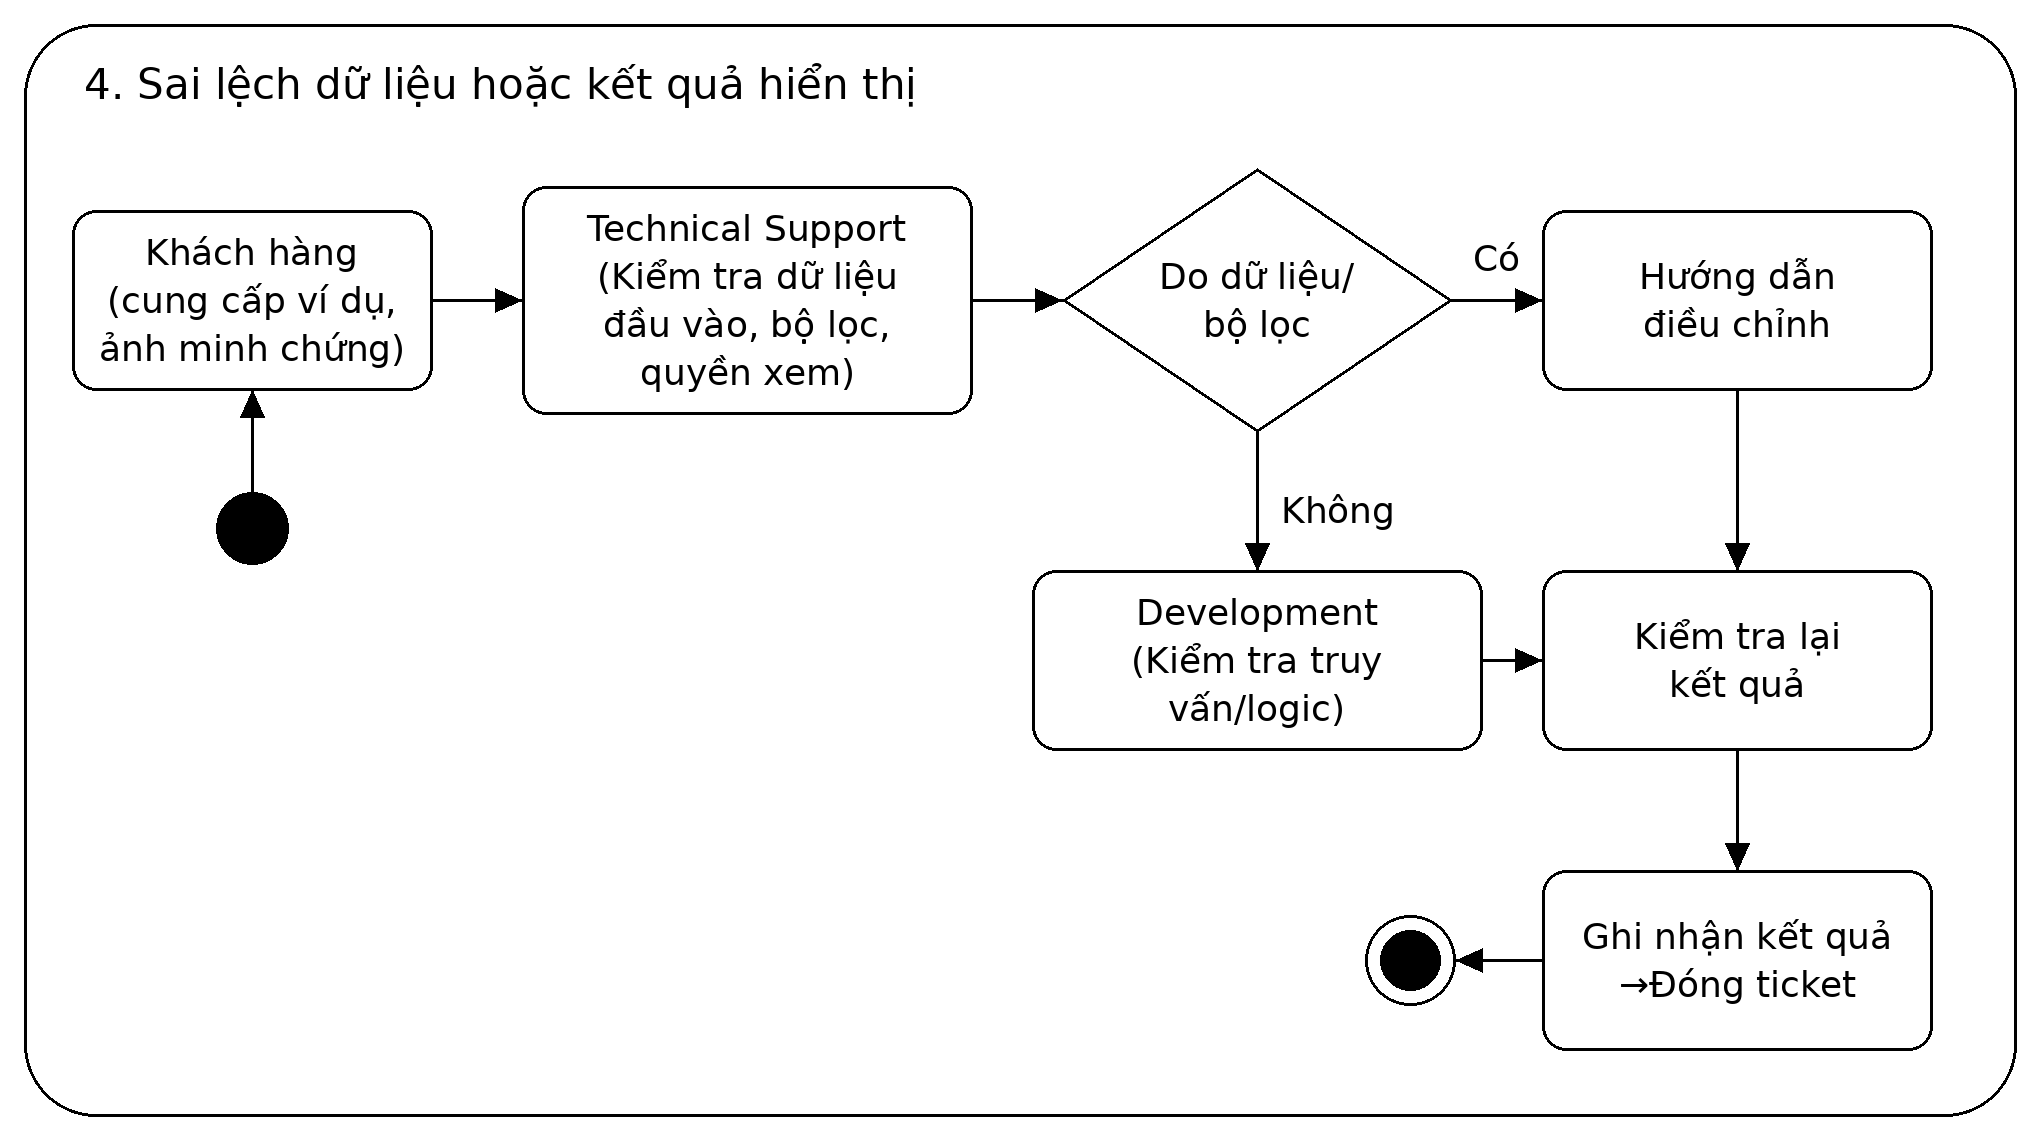 4. Sai lệch dữ liệu hoặc kết quả hiển thị
Khách hàng
(cung cấp ví dụ,
ảnh minh chứng)
Technical Support
(Kiểm tra dữ liệu
đầu vào, bộ lọc,
quyền xem)
Do dữ liệu/
bộ lọc
Có
Hướng dẫn
điều chỉnh
Không
Development
(Kiểm tra truy
vấn/logic)
Kiểm tra lại
kết quả
Ghi nhận kết quả
→Đóng ticket